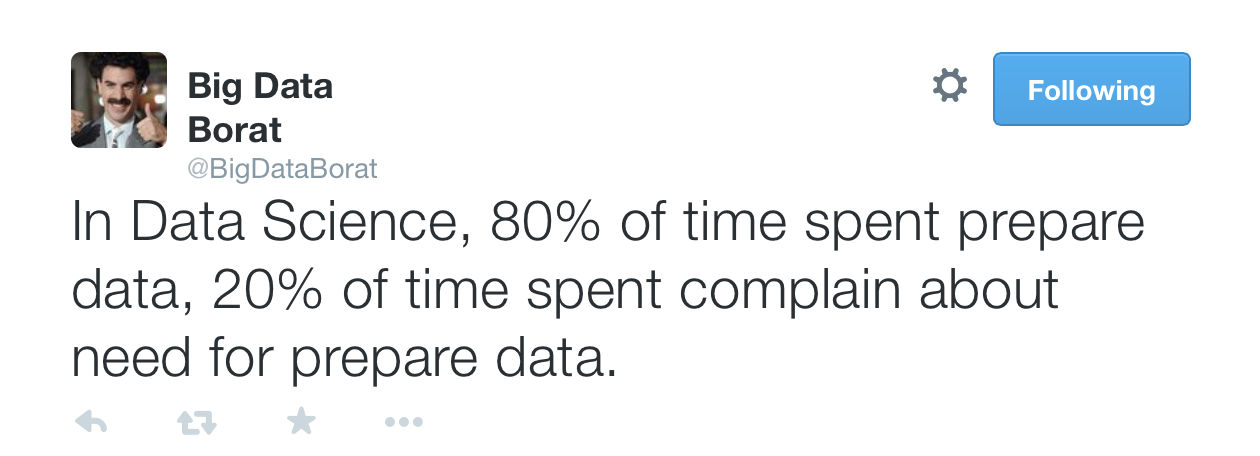 Big Data
Borat
@BigDataBorat
Following
In Data Science, 80% of time spent prepare
data, 20% of time spent complain about
need for prepare data.